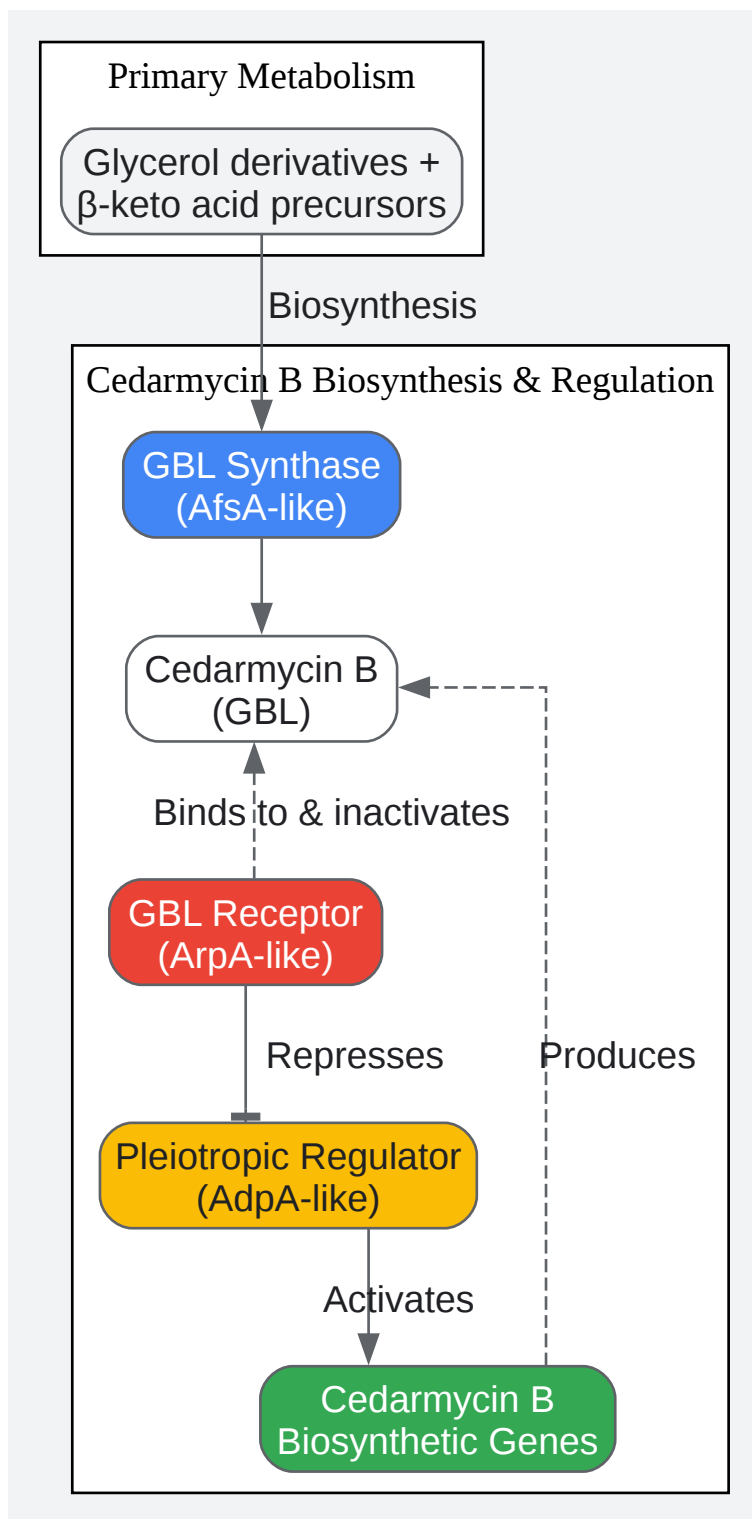 Primary Metabolism
Glycerol derivatives +
β-keto acid precursors
Biosynthesis
Cedarmycin B Biosynthesis & Regulation
GBL Synthase
(AfsA-like)
Cedarmycin B
(GBL)
Binds to & inactivates
GBL Receptor
(ArpA-like)
Represses
Produces
Pleiotropic Regulator
(AdpA-like)
Activates
Cedarmycin B
Biosynthetic Genes